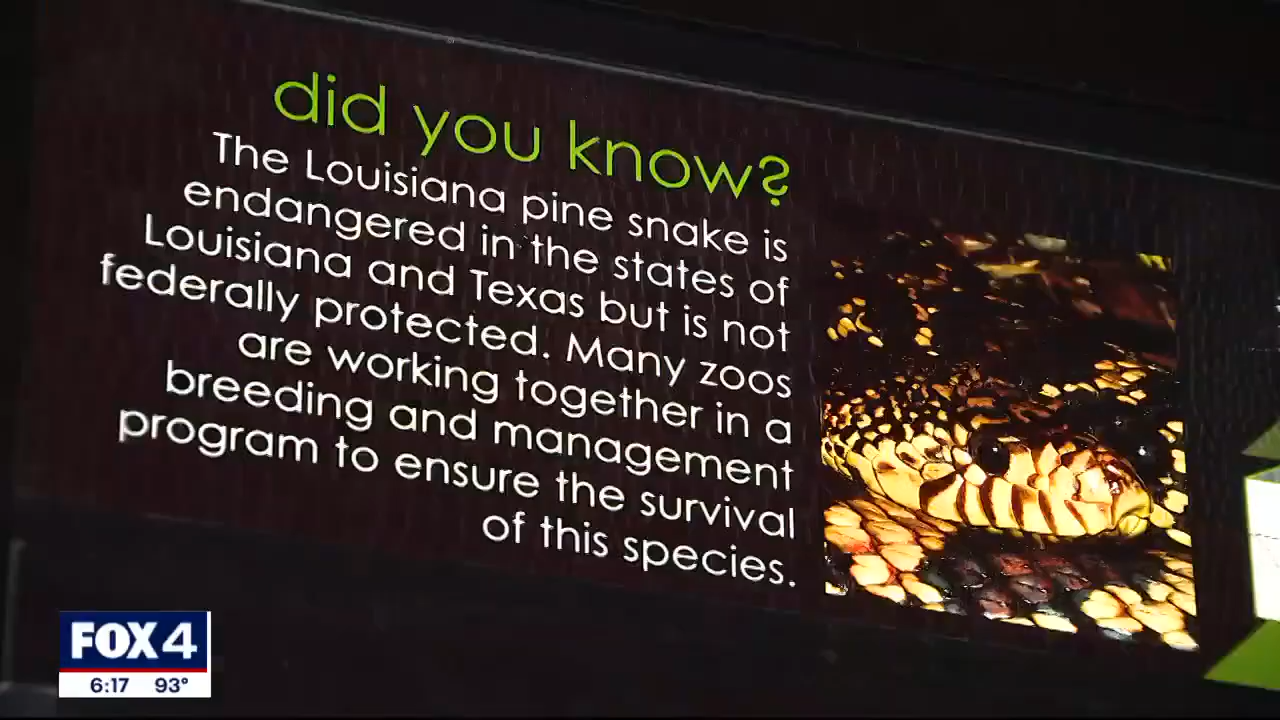 did you know?
The Louisiana pine snake is
endangered in the states of
Louisiana and Texas but is not
federally protected. Many zoos
are working together in a
breeding and management
program to ensure the survival
of this species.
FOX 4
6:17 93°